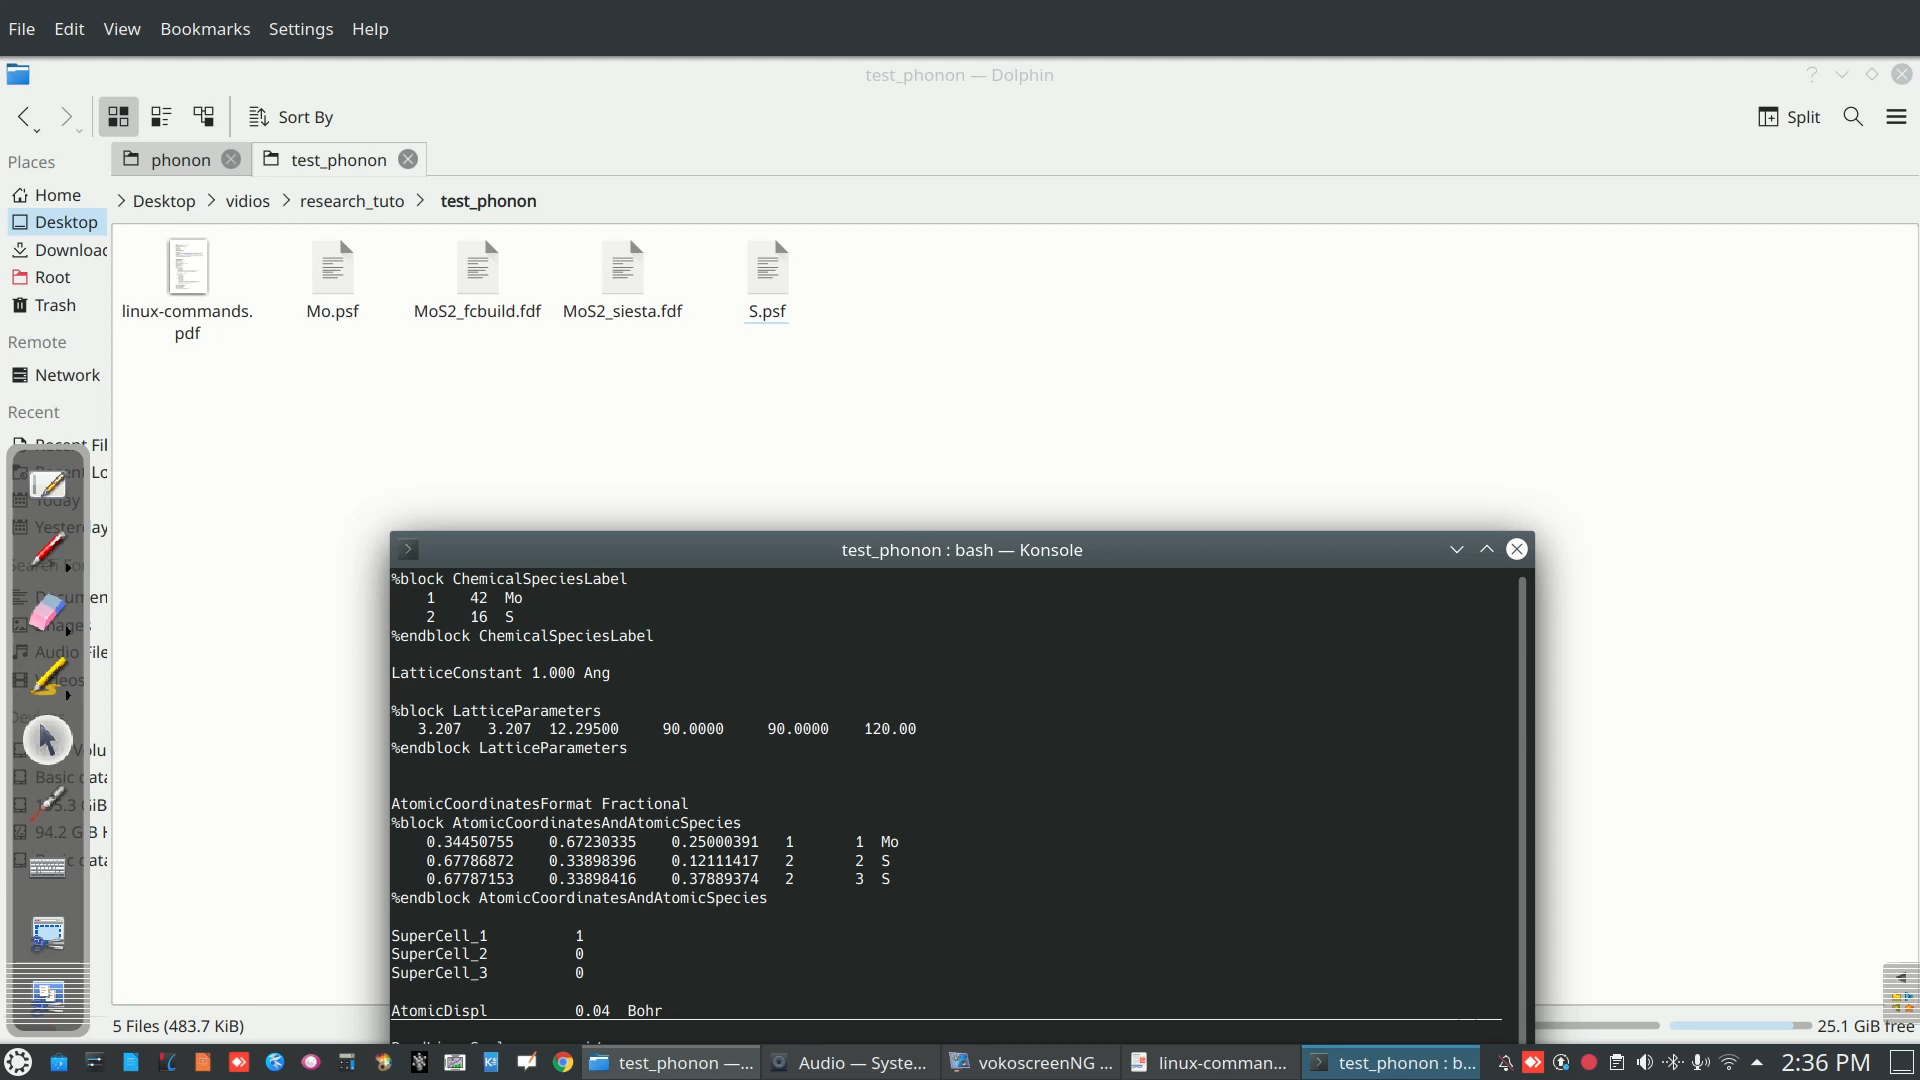 File Edit View Bookmarks Settings Help
test_phonon — Dolphin
Sort By
Split
Places
phonon
test_phonon
Home
Desktop
Downloa
Root
Trash
> Desktop > vidios > research_tuto > test_phonon
linux-commands.
pdf
Mo.psf
MoS2_fcbuild.fdf
MoS2_siesta.fdf
S.psf
Remote
Network
Recent
Recent Fil
Today
Yesterday
test_phonon : bash — Konsole
%block ChemicalSpeciesLabel
1 42 Mo
2 16 S
%endblock ChemicalSpeciesLabel
LatticeConstant 1.000 Ang
%block LatticeParameters
3.207 3.207 12.29500 90.0000 90.0000 120.00
%endblock LatticeParameters
AtomicCoordinatesFormat Fractional
%block AtomicCoordinatesAndAtomicSpecies
0.34450755 0.67230335 0.25000391 1 1 Mo
0.67786872 0.33898396 0.12111417 2 2 S
0.67787153 0.33898416 0.37889374 2 3 S
%endblock AtomicCoordinatesAndAtomicSpecies
SuperCell_1 1
SuperCell_2 0
SuperCell_3 0
AtomicDispl 0.04 Bohr
5 Files (483.7 KiB)
25.1 GiB free
test_phonon —...
Audio — Syste...
vokoscreenNG ...
linux-comman...
test_phonon : b...
2:36 PM